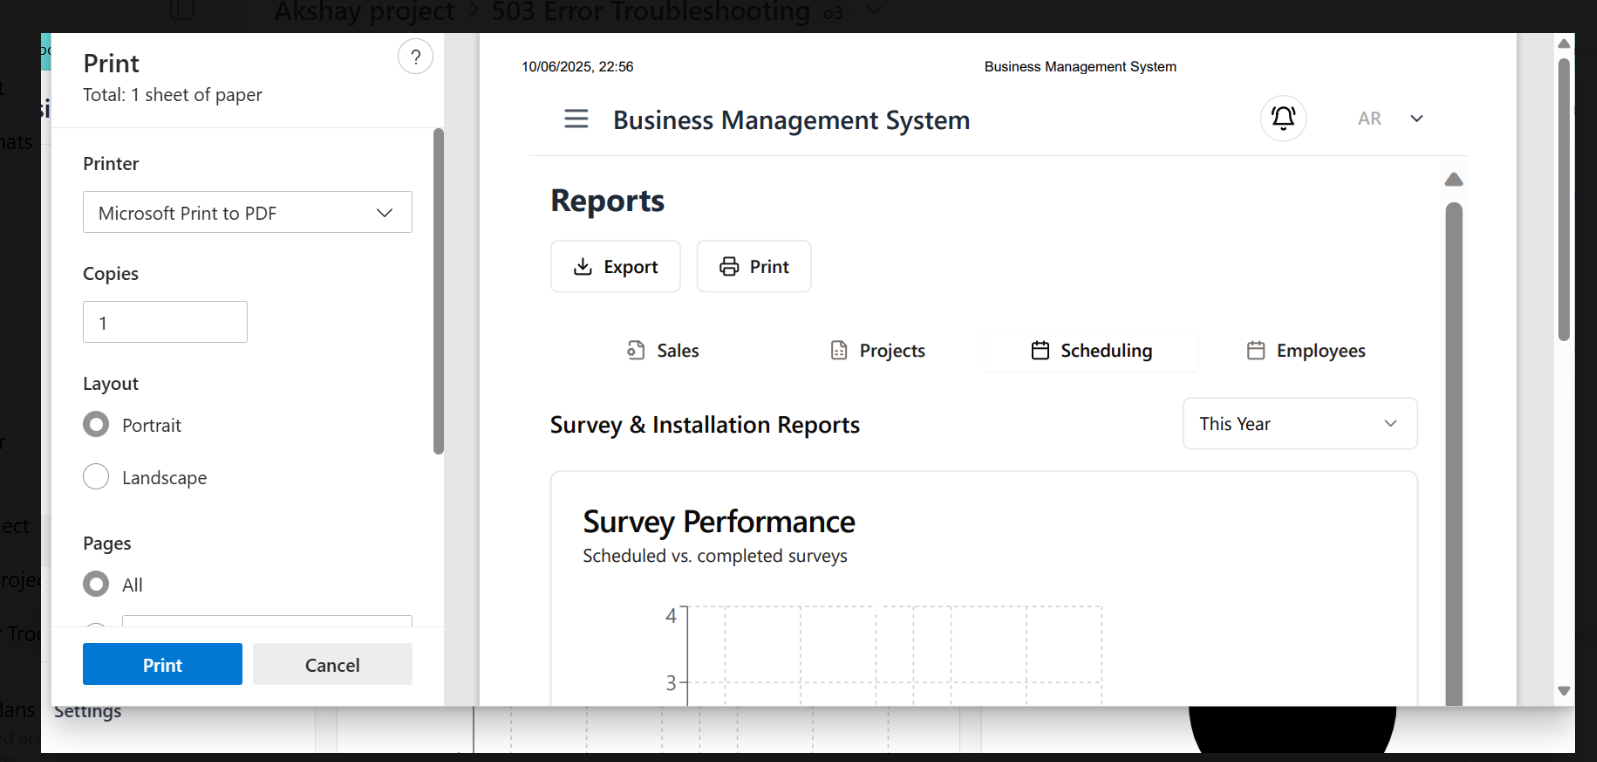 Akshay project > 503 Error Troubleshooting o3
Print
?
Total: 1 sheet of paper
Printer
Microsoft Print to PDF
Copies
1
Layout
Portrait
Landscape
Pages
All
Print
Cancel
10/06/2025, 22:56
Business Management System
Business Management System
AR
Reports
Export
Print
Sales
Projects
Scheduling
Employees
Survey & Installation Reports
This Year
Survey Performance
Scheduled vs. completed surveys
4
3
Settings